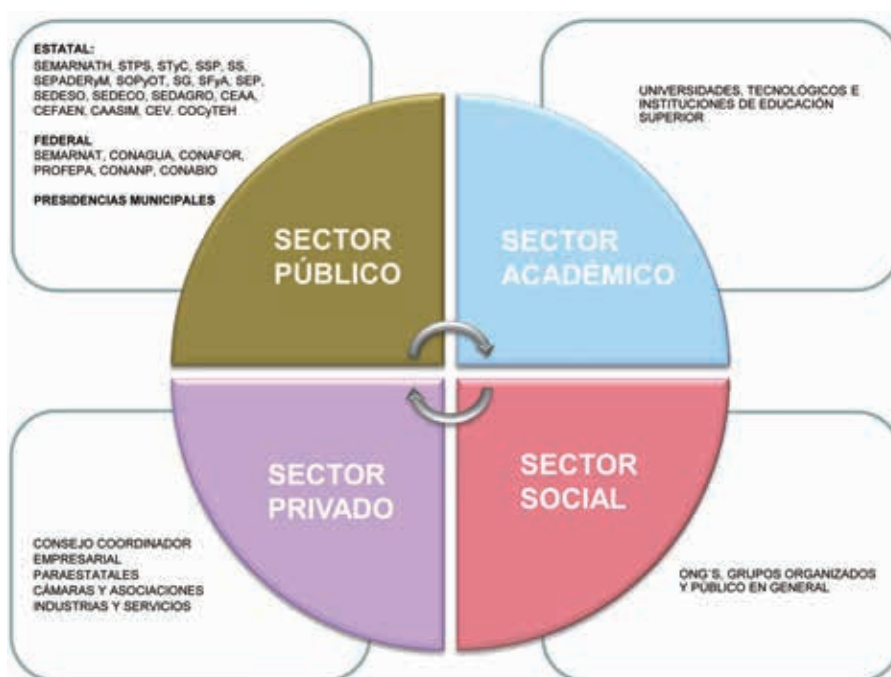 ESTATAL:
SEMARNATH, STPS, STyC, SSP, SS,
SEPADERyM, SOPyOT, SG, SFyA, SEP,
SEDESO, SEDECO, SEDAGRO, CEAA,
CEFAEN, CAASIM, CEV. COCyTEH
FEDERAL
SEMARNAT, CONAGUA, CONAFOR,
PROFEPA, CONANP, CONABIO
PRESIDENCIAS MUNICIPALES
UNIVERSIDADES, TECNOLÓGICOS E
INSTITUCIONES DE EDUCACIÓN
SUPERIOR
SECTOR
PÚBLICO
SECTOR
ACADÉMICO
SECTOR
PRIVADO
SECTOR
SOCIAL
CONSEJO COORDINADOR
EMPRESARIAL
PARAESTATALES
CÁMARAS Y ASOCIACIONES
INDUSTRIAS Y SERVICIOS
ONG´S, GRUPOS ORGANIZADOS
Y PÚBLICO EN GENERAL